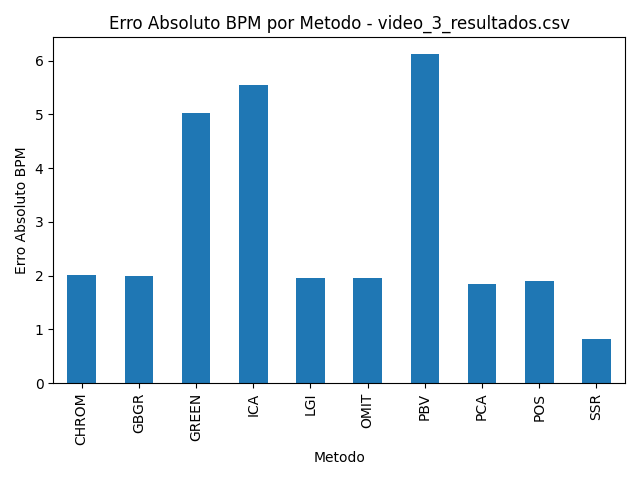 Erro Absoluto BPM por Metodo - video_3_resultados.csv
Erro Absoluto BPM
6
5
4
3
2
1
0
CHROM
GBGR
GREEN
ICA
LGI
OMIT
PBV
PCA
POS
SSR
Metodo